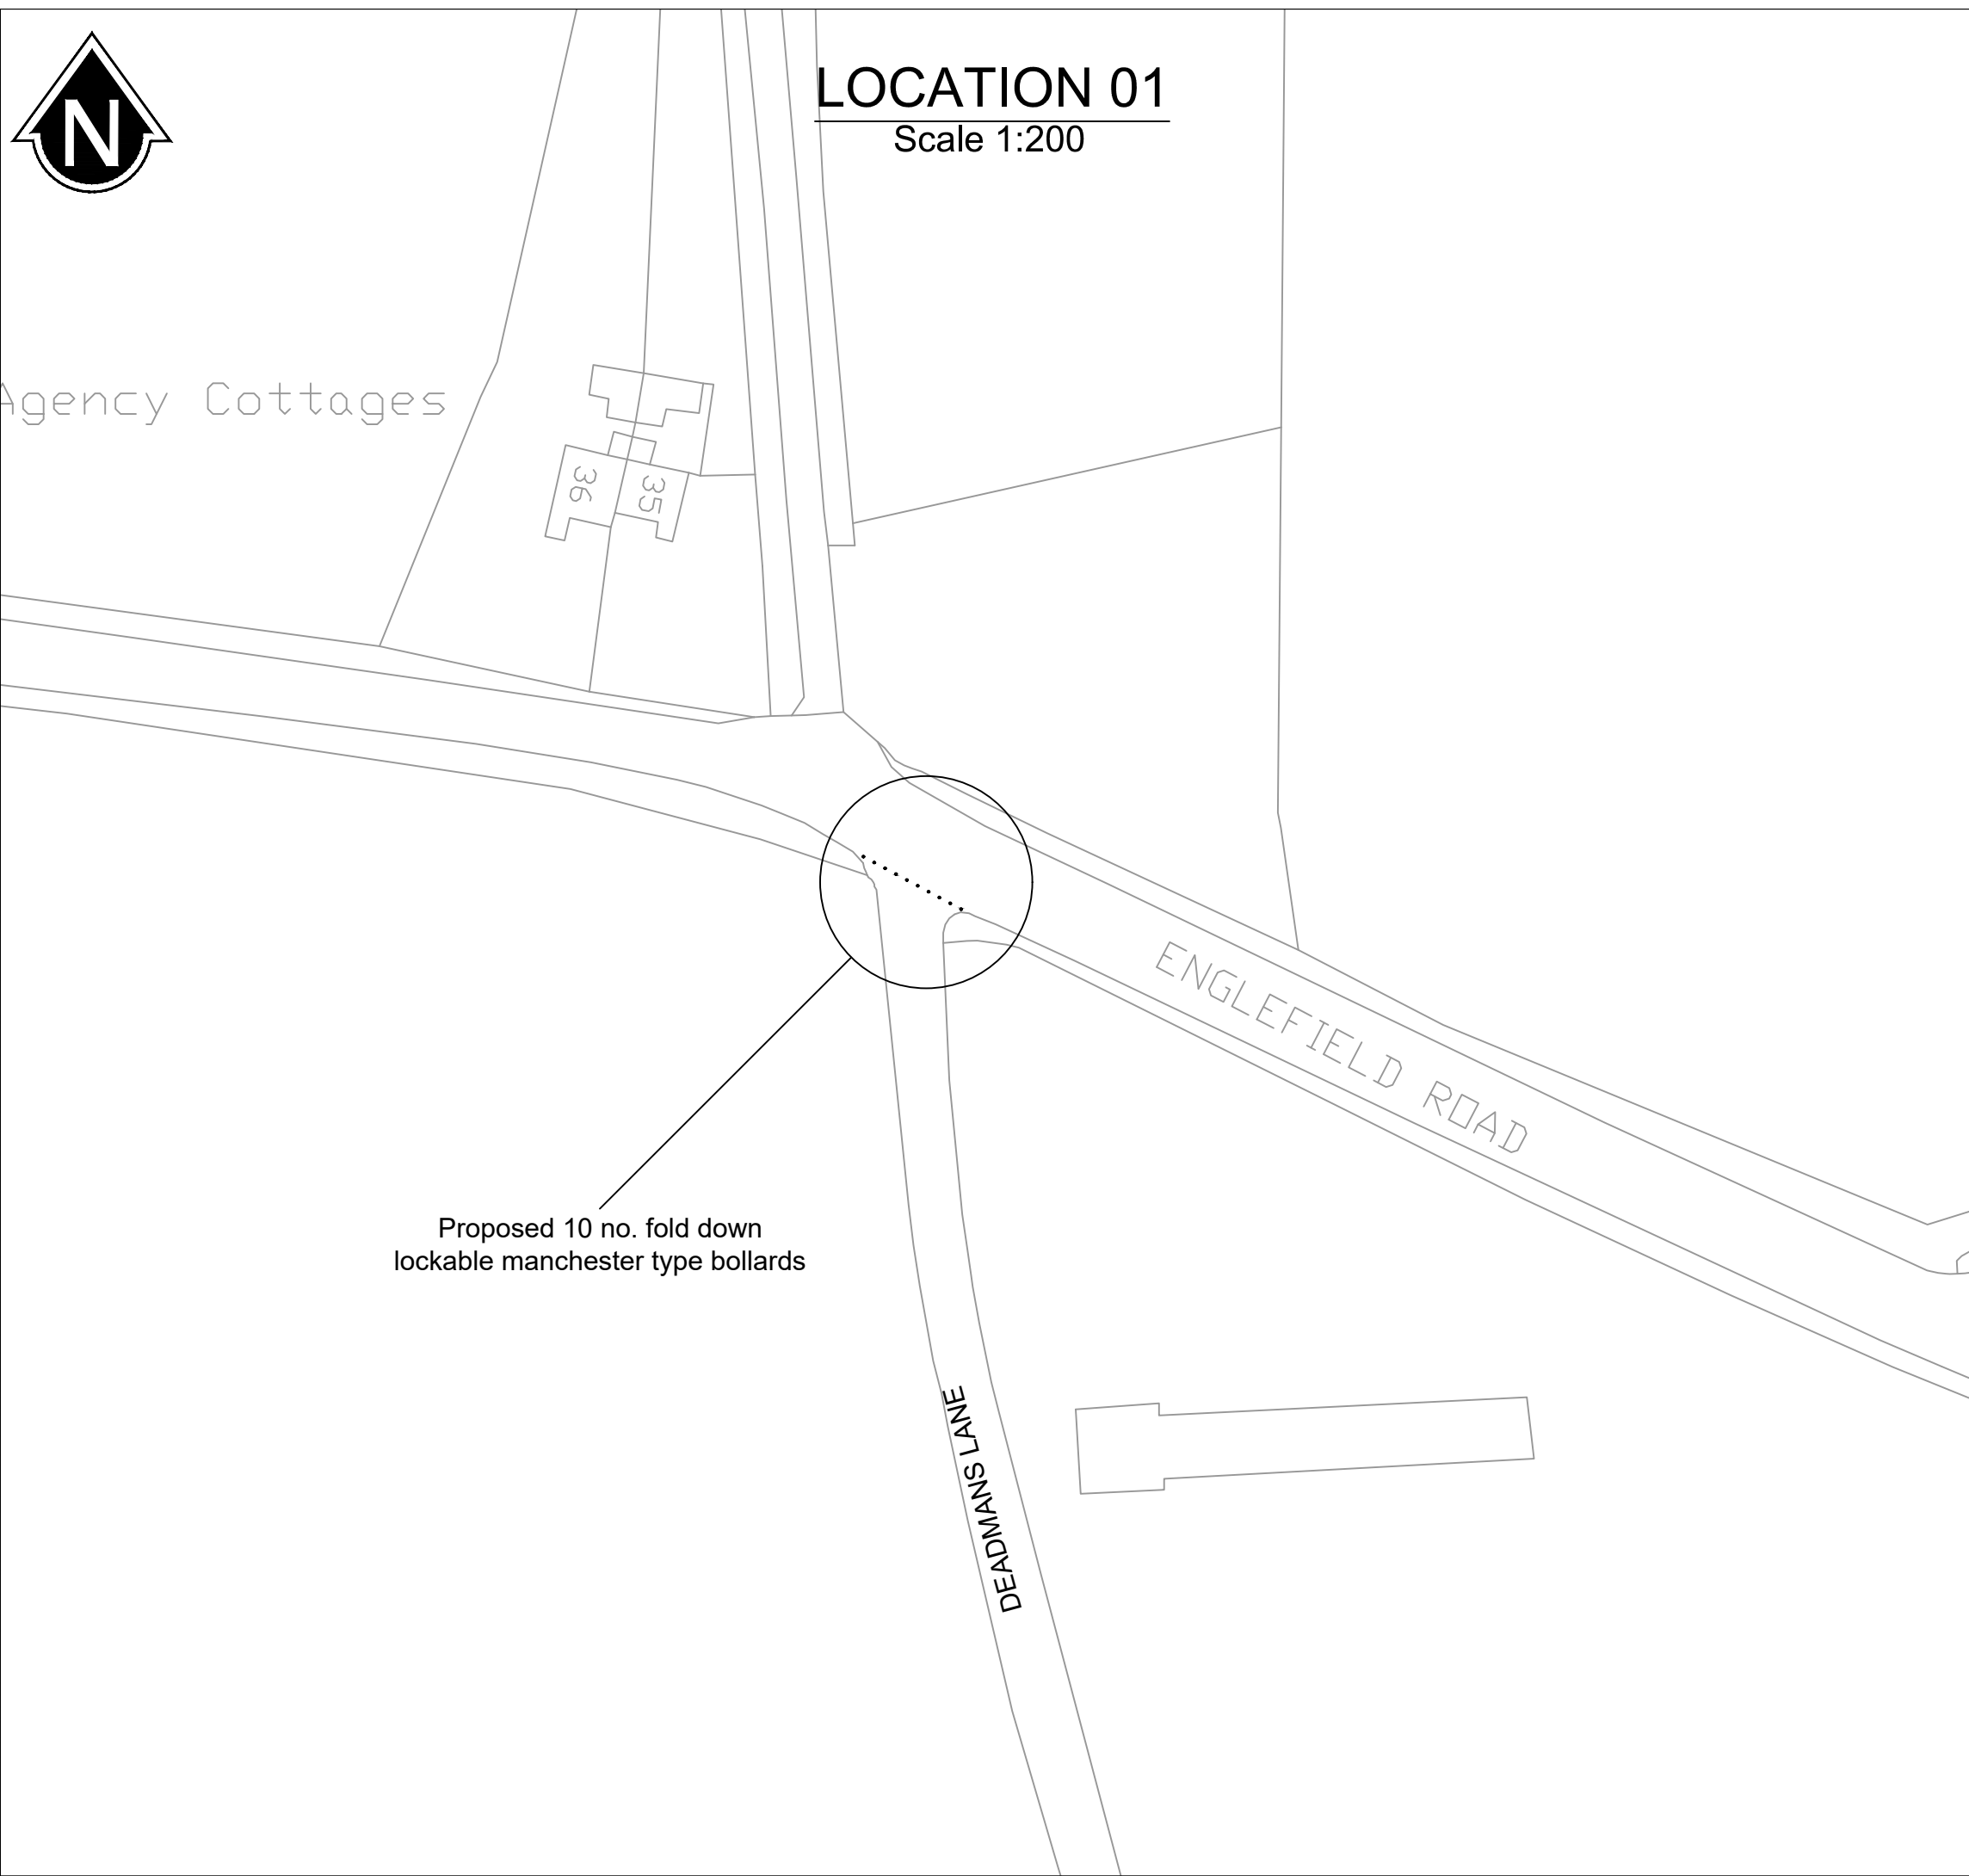 N
LOCATION 01
Scale 1:200
Agency Cottages
36
35
ENGLEFIELD ROAD
Proposed 10 no. fold down
lockable manchester type bollards
DEADMANS LANE